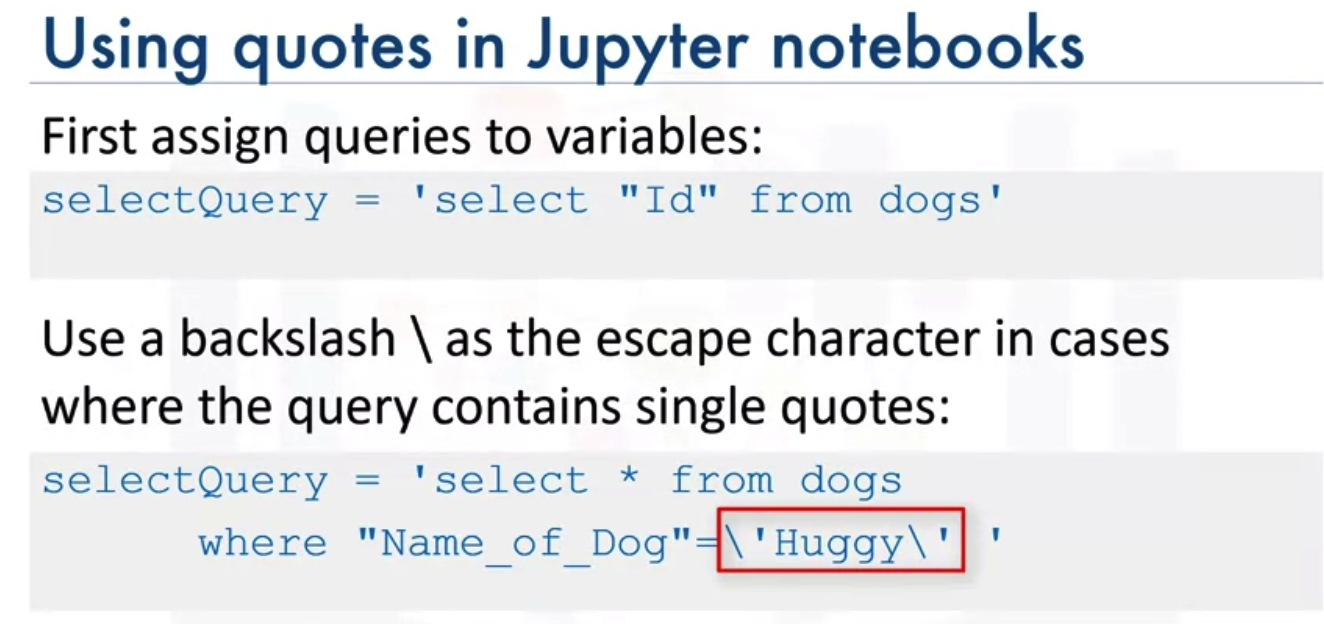 Using quotes in Jupyter notebooks
First assign queries to variables:
selectQuery = 'select "Id" from dogs'
Use a backslash \ as the escape character in cases
where the query contains single quotes:
selectQuery = 'select * from dogs
where "Name_of_Dog"=\'Huggy\' '